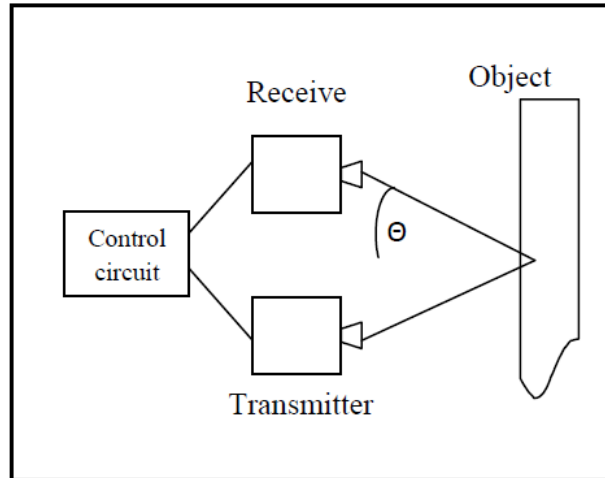 Object
Receive
Θ
Control
circuit
Transmitter